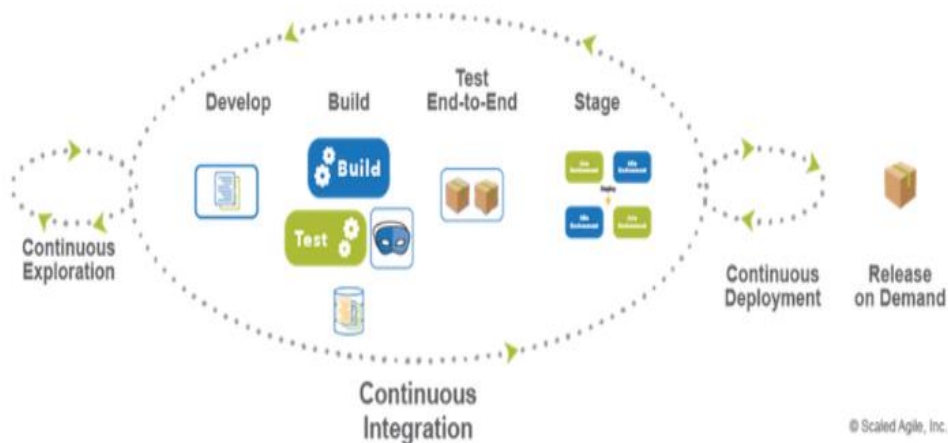 Develop
Build
Test
End-to-End
Stage
Build
Test
Continuous
Exploration
Continuous
Integration
Continuous
Deployment
Release
on Demand
© Scaled Agile, Inc.